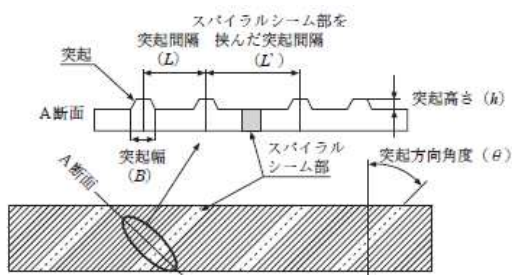 スパイラルシーム部を
突起間隔 挟んだ突起間隔
突起 (L) (L')
突起高さ (h)
A断面
突起幅 スパイラル
(B) シーム部 突起方向角度 (θ)
A断面